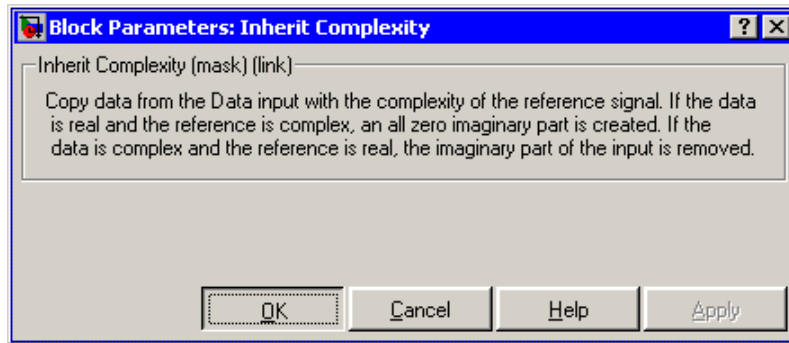 Block Parameters: Inherit Complexity
Inherit Complexity (mask) (link)
Copy data from the Data input with the complexity of the reference signal. If the data
is real and the reference is complex, an all zero imaginary part is created. If the
data is complex and the reference is real, the imaginary part of the input is removed.
OK Cancel Help Apply